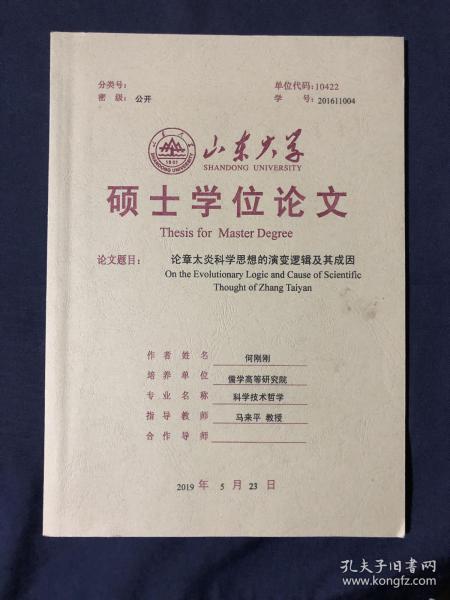 分类号:
单位代码:10422
密 级: 公开
学 号:201611004
山东大学
SHANDONG UNIVERSITY
1901
SHANDONG UNIVERSITY
硕士学位论文
Thesis for Master Degree
论文题目: 论章太炎科学思想的演变逻辑及其成因
On the Evolutionary Logic and Cause of Scientific
Thought of Zhang Taiyan
作者姓名 何刚刚
培养单位 儒学高等研究院
专业名称 科学技术哲学
指导教师 马来平 教授
合作导师
2019 年 5 月 23 日
孔夫子旧书网
www.kongfz.com